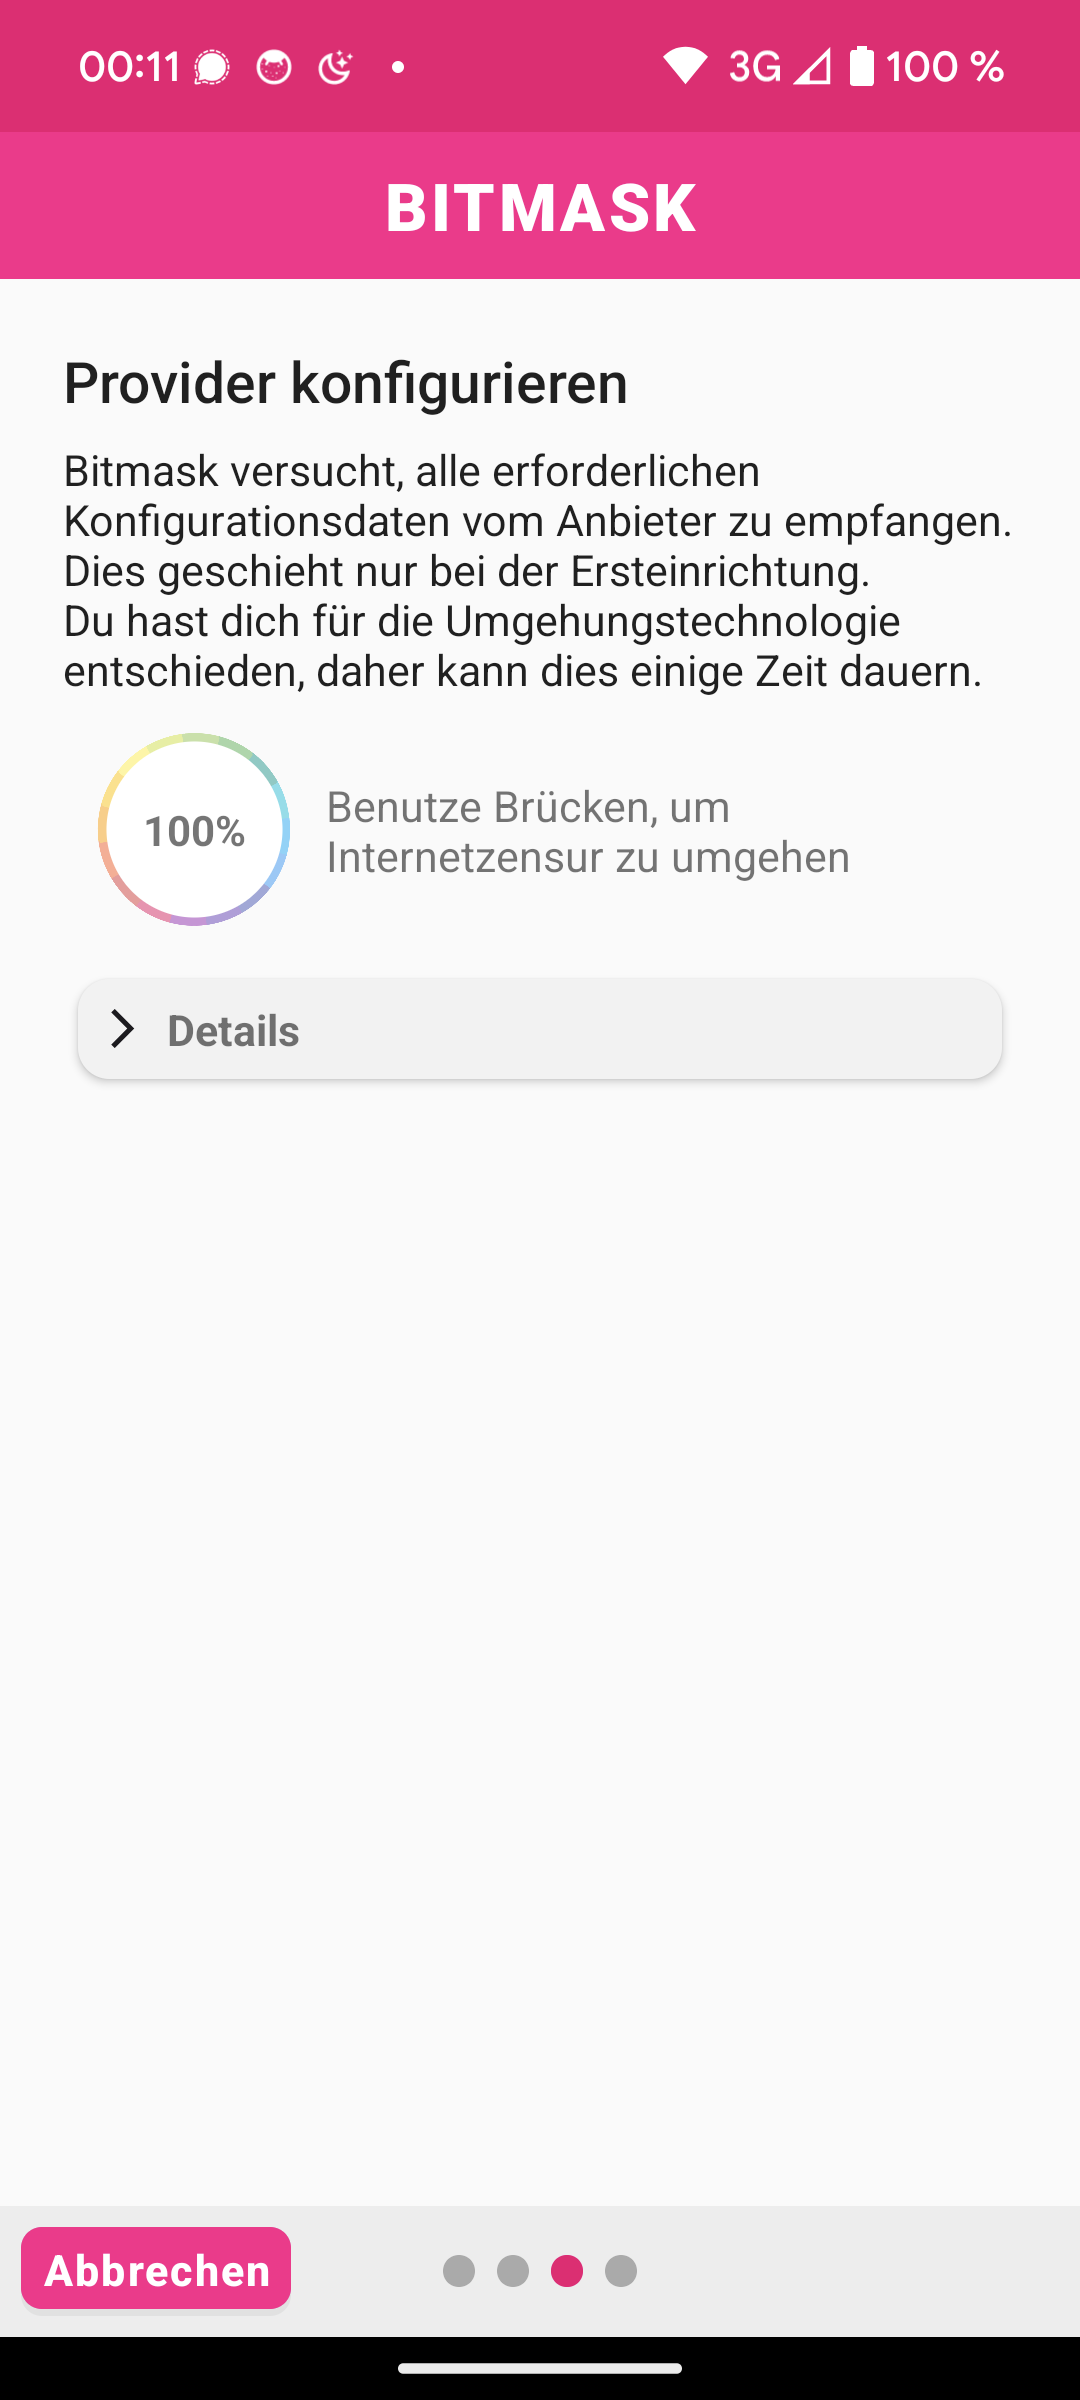 00:11 3G 100 %
BITMASK
Provider konfigurieren
Bitmask versucht, alle erforderlichen
Konfigurationsdaten vom Anbieter zu empfangen.
Dies geschieht nur bei der Ersteinrichtung.
Du hast dich für die Umgehungstechnologie
entschieden, daher kann dies einige Zeit dauern.
100%
Benutze Brücken, um
Internetzensur zu umgehen
Details
Abbrechen